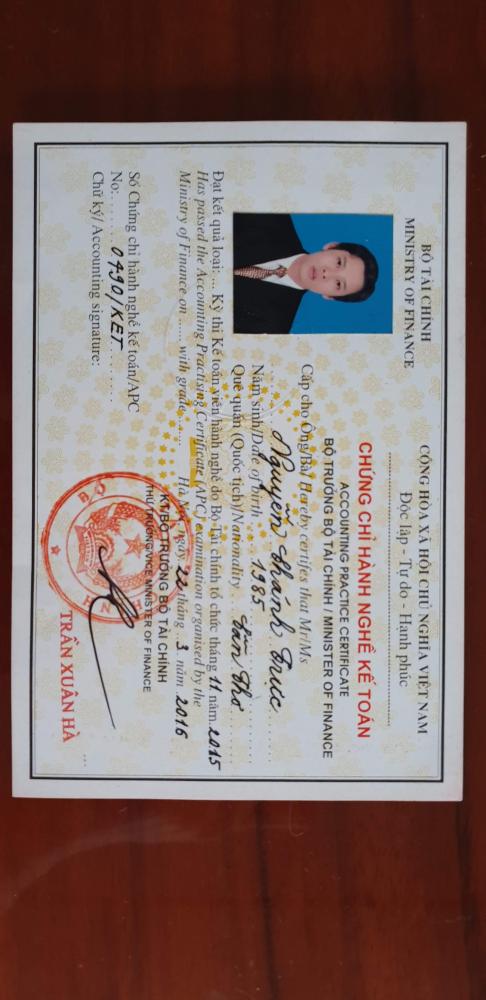 BỘ TÀI CHÍNH
MINISTRY OF FINANCE
CỘNG HÒA XÃ HỘI CHỦ NGHĨA VIỆT NAM
Độc lập - Tự do - Hạnh phúc
CHỨNG CHỈ HÀNH NGHỀ KẾ TOÁN
ACCOUNTING PRACTICE CERTIFICATE
BỘ TRƯỞNG BỘ TÀI CHÍNH / MINISTER OF FINANCE
Cấp cho Ông/Bà/ Hereby certifes that Mr/Ms
Nguyễn Khánh Trúc
Năm sinh/Date of birth ..... 1985
Quê quán (Quốc tịch)/Nationality ..... Cần Thơ
Đạt kết quả loại: ... Kỳ thi Kế toán viên hành nghề do Bộ Tài chính tổ chức tháng 11 năm 2015
Has passed the Accounting Practising Certificate (APC) examination organised by the
Ministry of Finance on ...... with grade.......
Hà Nội, ngày 22 tháng 3 năm 2016
Số Chứng chỉ hành nghề kế toán/APC
No:...... 0490/KET
Chữ ký/ Accounting signature:
KT/BỘ TRƯỞNG BỘ TÀI CHÍNH
THỨ TRƯỞNG/VICE MINISTER OF FINANCE
TRẦN XUÂN HÀ